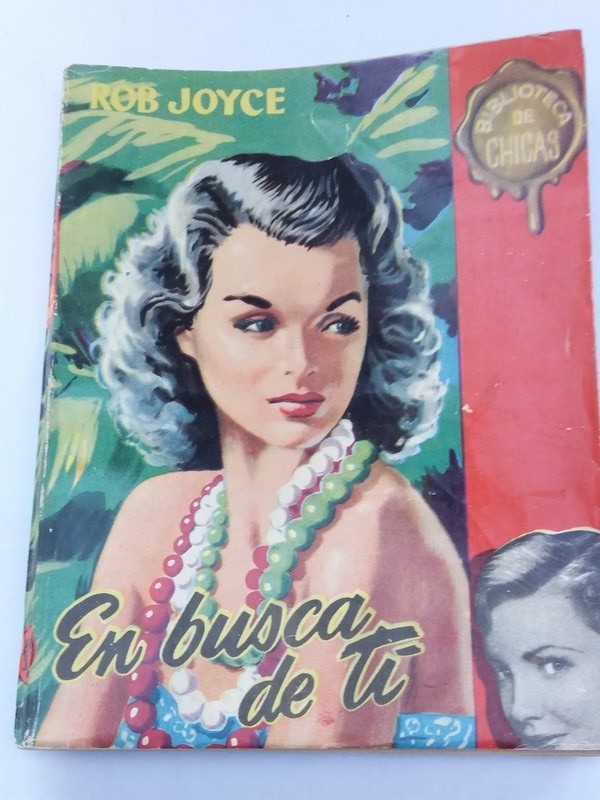 ROB JOYCE
BIBLIOTECA
DE
CHICAS
En busca
de tí